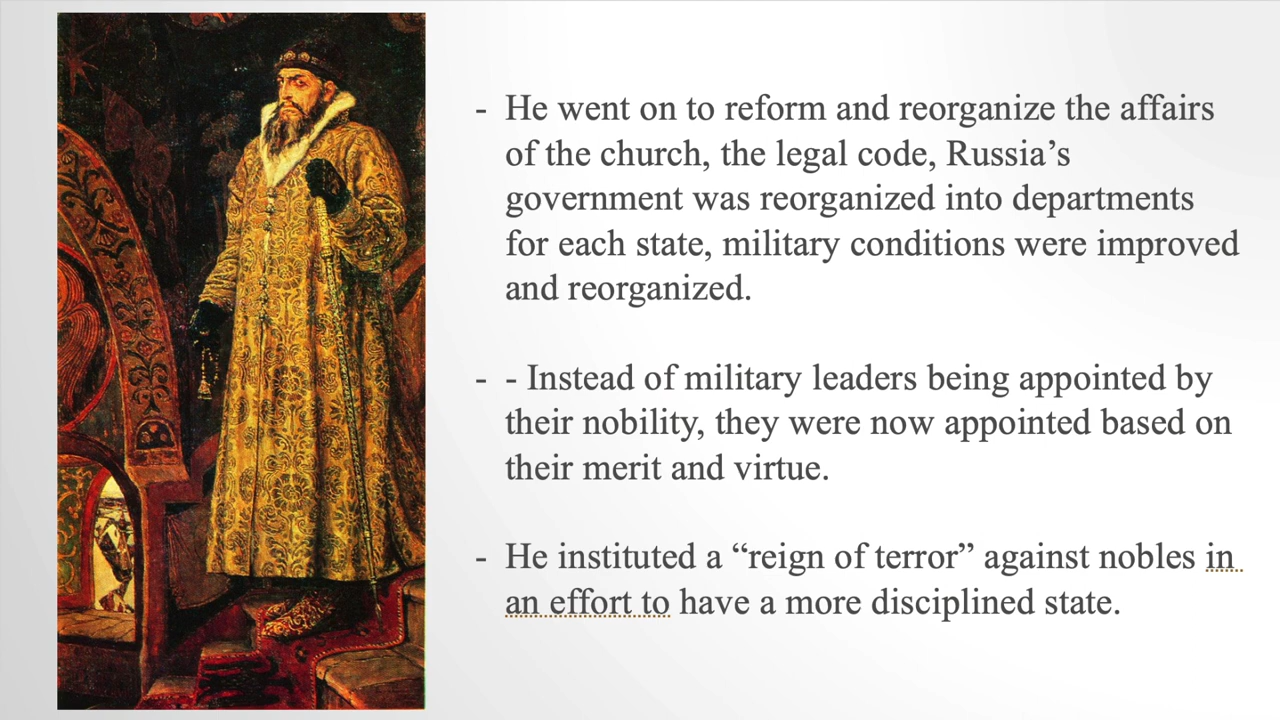 - He went on to reform and reorganize the affairs
of the church, the legal code, Russia’s
government was reorganized into departments
for each state, military conditions were improved
and reorganized.
- - Instead of military leaders being appointed by
their nobility, they were now appointed based on
their merit and virtue.
- He instituted a “reign of terror” against nobles in
an effort to have a more disciplined state.